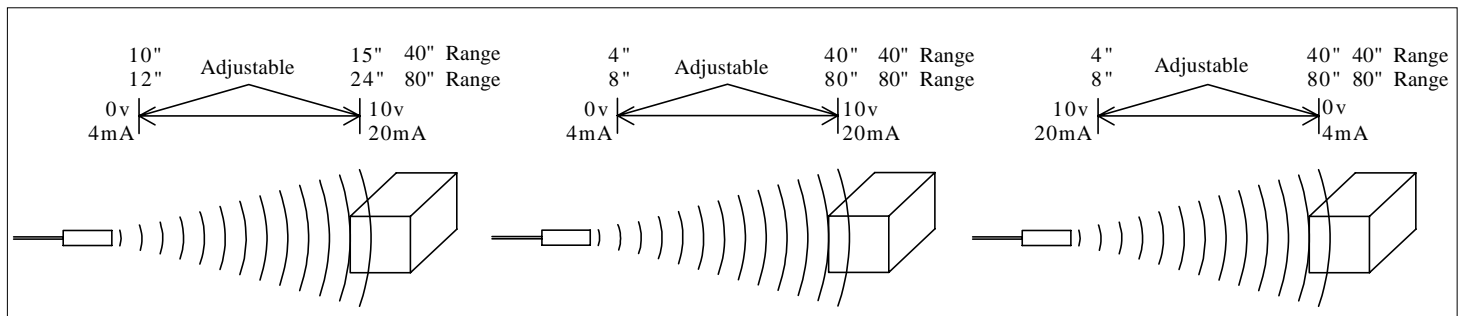 10" 15" 40" Range
12" Adjustable 24" 80" Range
0v 10v
4mA 20mA
4" 40" 40" Range
8" Adjustable 80" 80" Range
0v 10v
4mA 20mA
4" 40" 40" Range
8" Adjustable 80" 80" Range
10v 0v
20mA 4mA